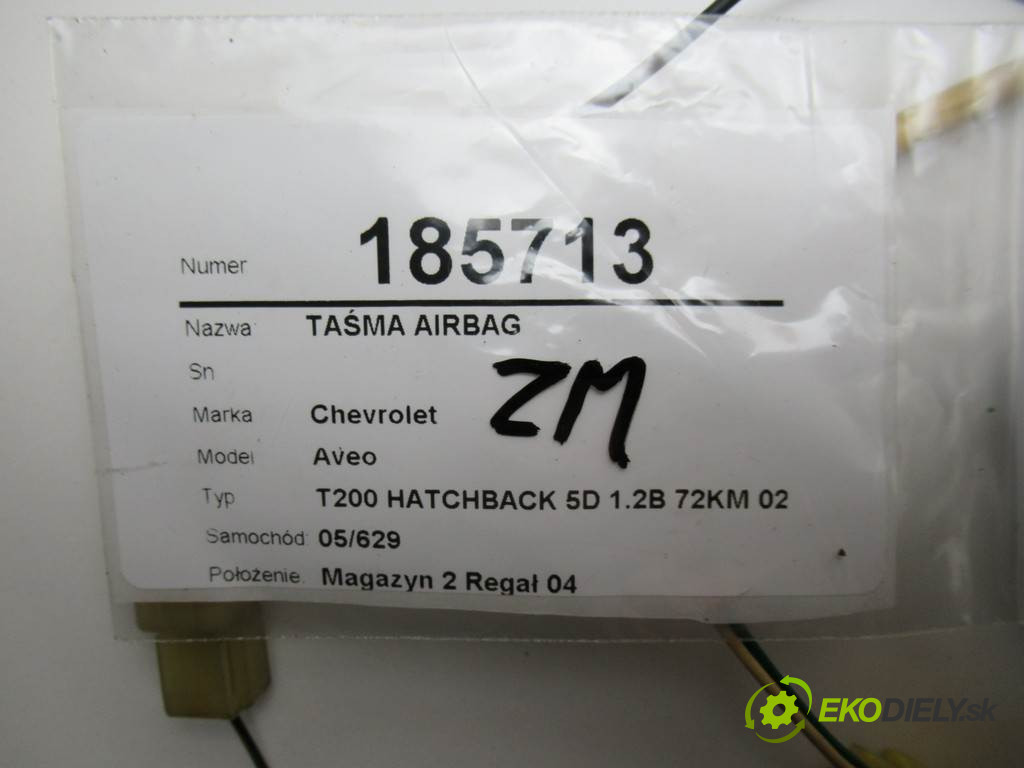 Numer 185713
Nazwa TAŚMA AIRBAG
Sn
ZM
Marka Chevrolet
Model Aveo
Typ T200 HATCHBACK 5D 1.2B 72KM 02
Samochód: 05/629
Położenie: Magazyn 2 Regał 04
EKODIELY.sk